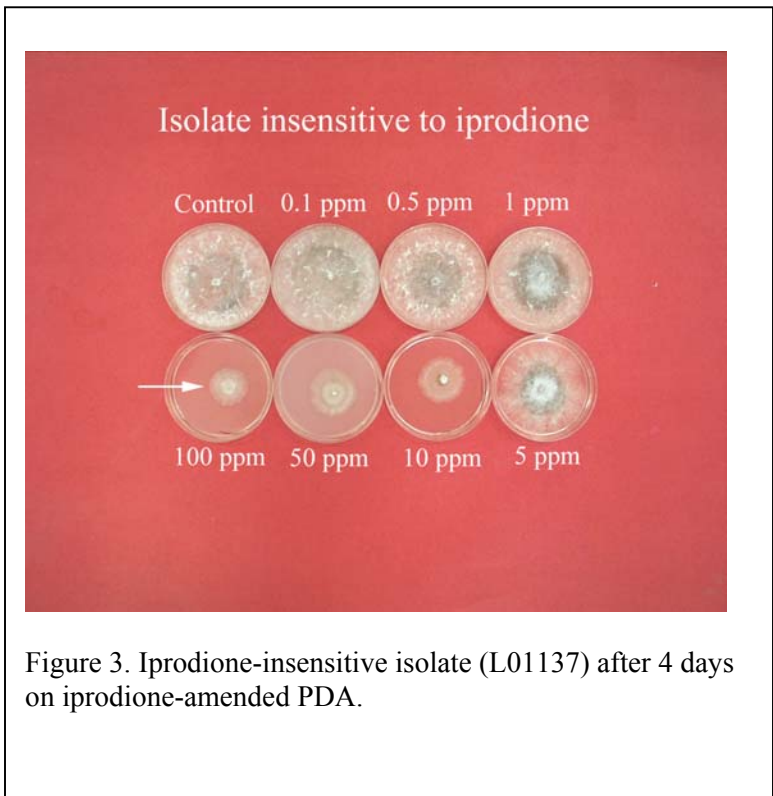 Isolate insensitive to iprodione
Control 0.1 ppm 0.5 ppm 1 ppm
100 ppm 50 ppm 10 ppm 5 ppm
Figure 3. Iprodione-insensitive isolate (L01137) after 4 days
on iprodione-amended PDA.